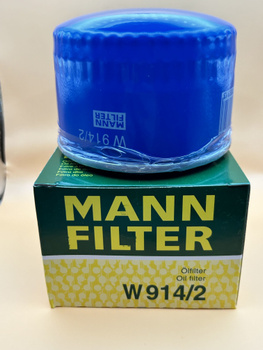 MANN
FILTER
W 914/2
MANN
FILTER
Ölfilter
Oil filter
W 914/2